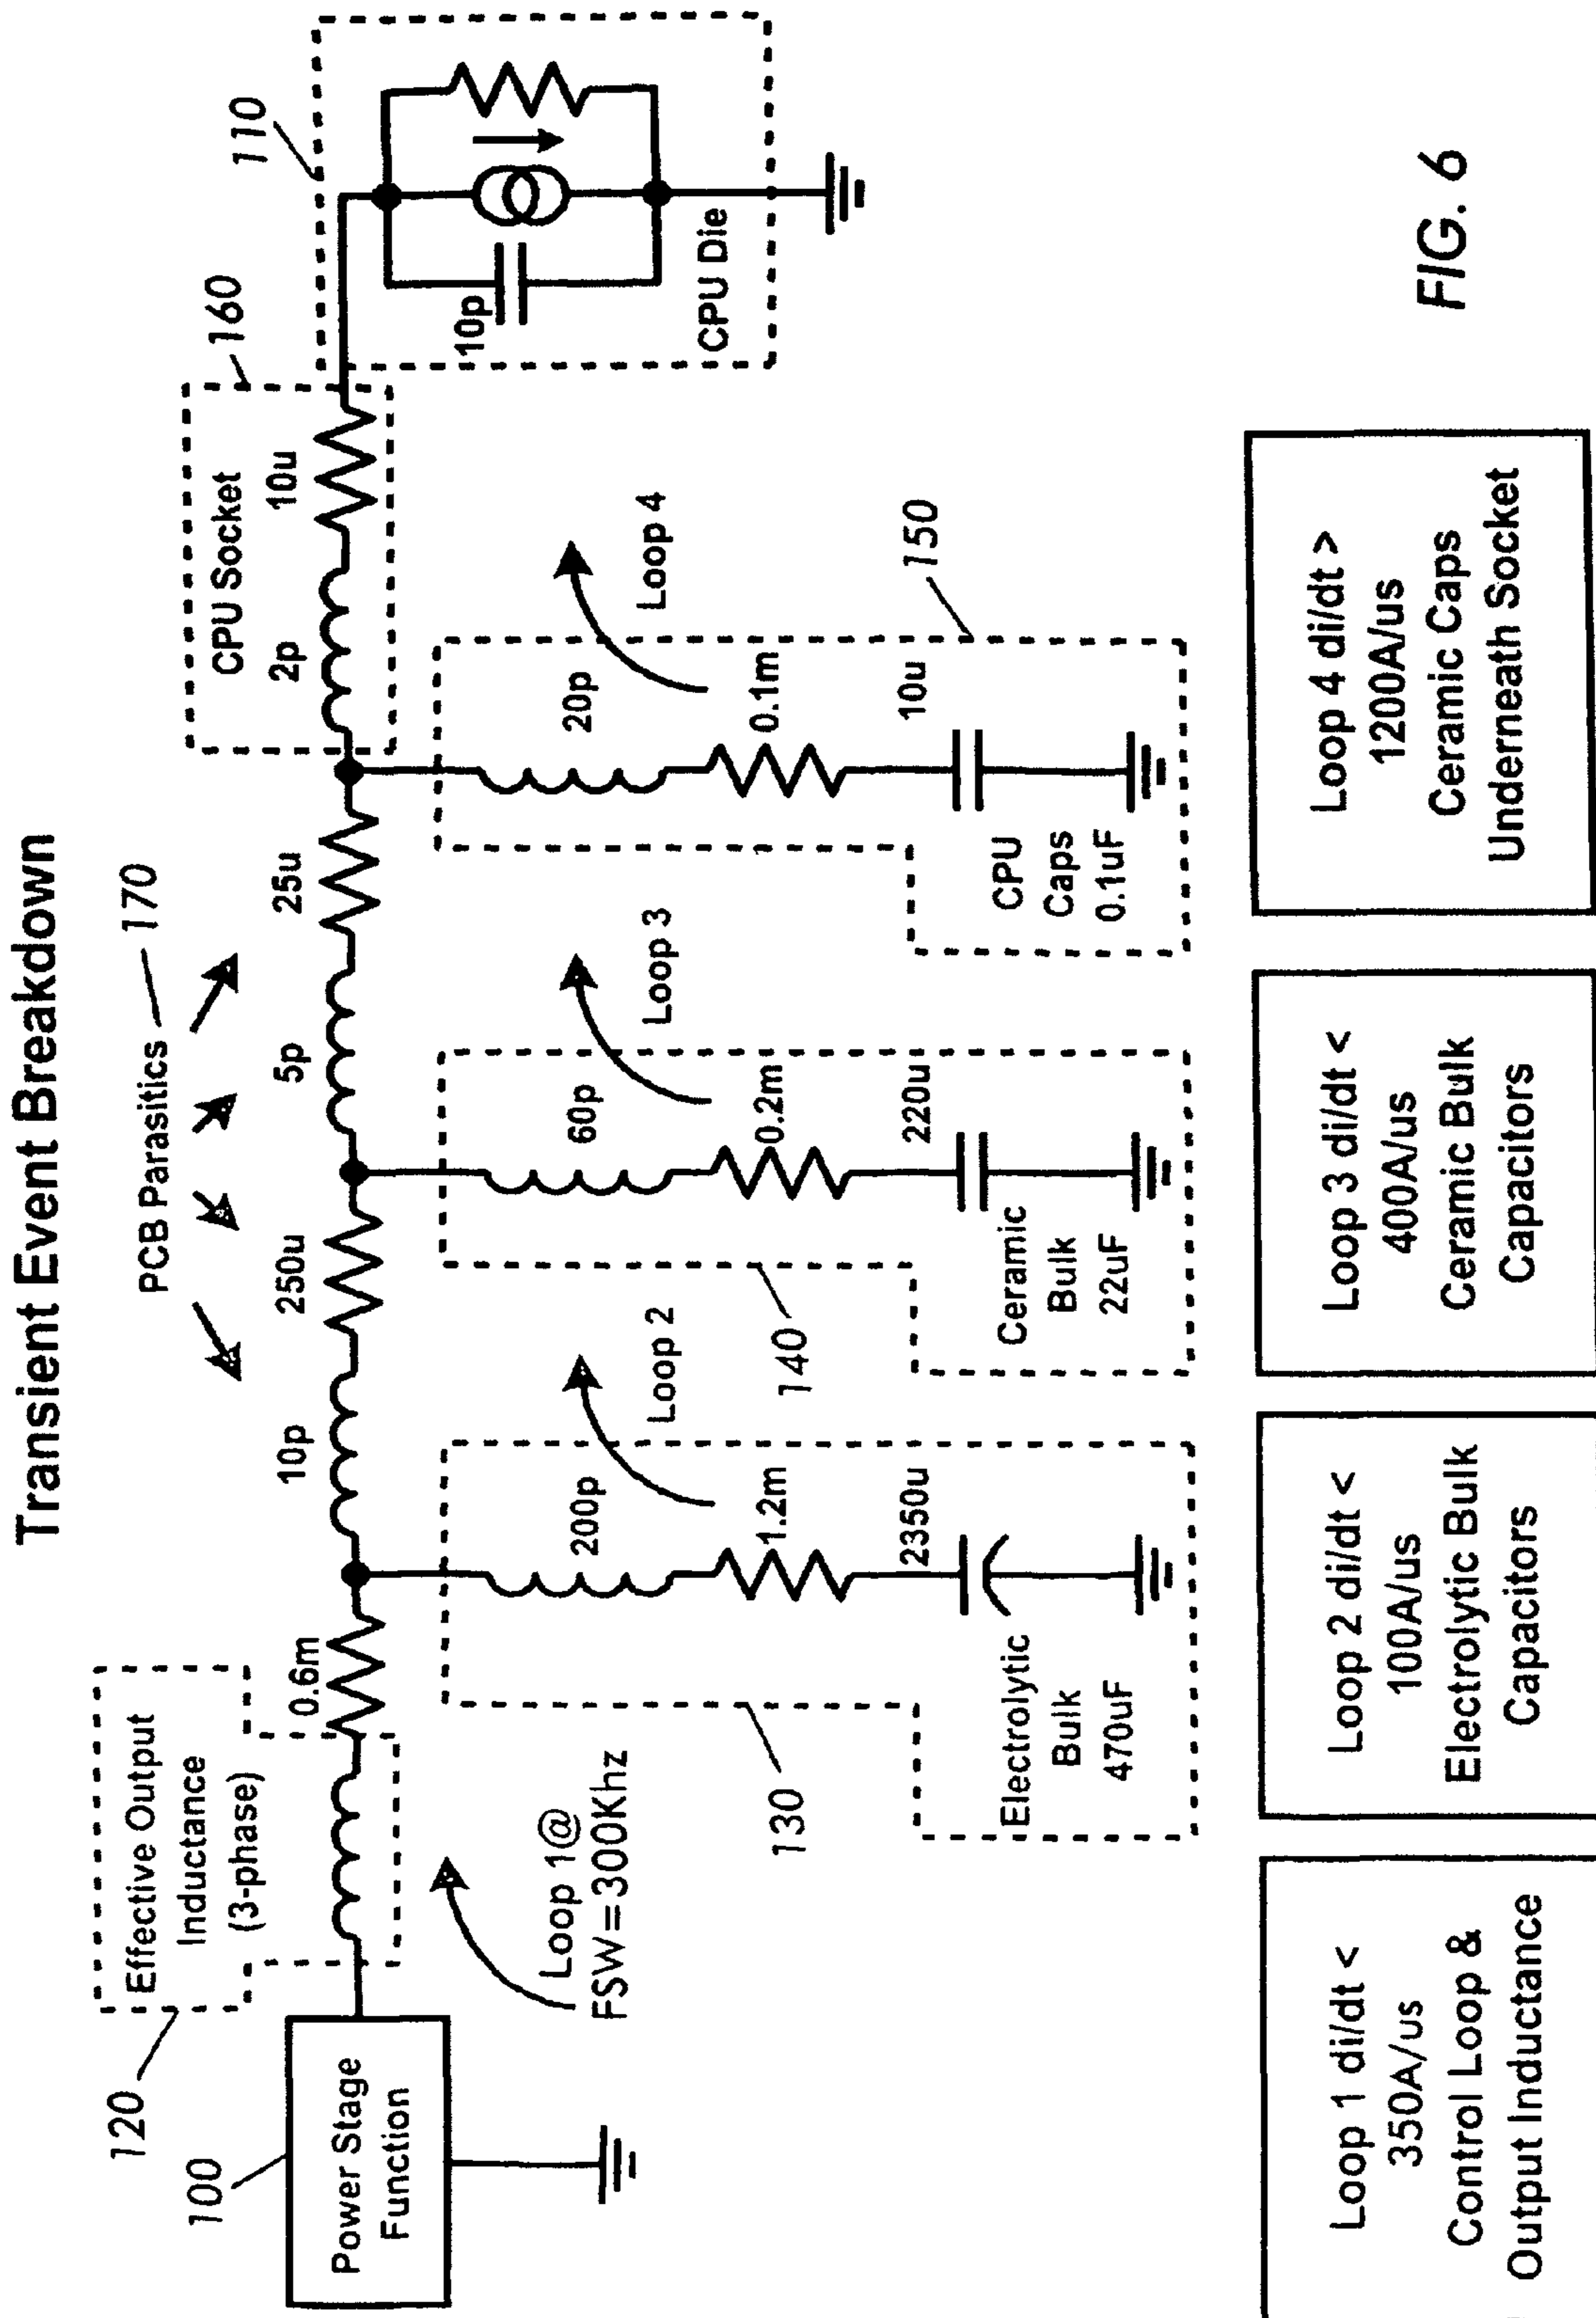 Transient Event Breakdown
PCB Parasitics
170
120
Effective Output
Inductance
(3-phase)
100
Power Stage
Function
0.6m
10p
250u
5p
25u
160
CPU Socket
2p
10u
110
10p
CPU Die
Loop 1@
FSW=300Khz
Loop 2
Loop 3
Loop 4
130
200p
1.2m
2350u
Electrolytic
Bulk
470uF
140
60p
0.2m
220u
Ceramic
Bulk
22uF
150
20p
0.1m
10u
CPU
Caps
0.1uF
Loop 1 di/dt <
350A/us
Control Loop &
Output Inductance
Loop 2 di/dt <
100A/us
Electrolytic Bulk
Capacitors
Loop 3 di/dt <
400A/us
Ceramic Bulk
Capacitors
Loop 4 di/dt >
1200A/us
Ceramic Caps
Underneath Socket
FIG. 6